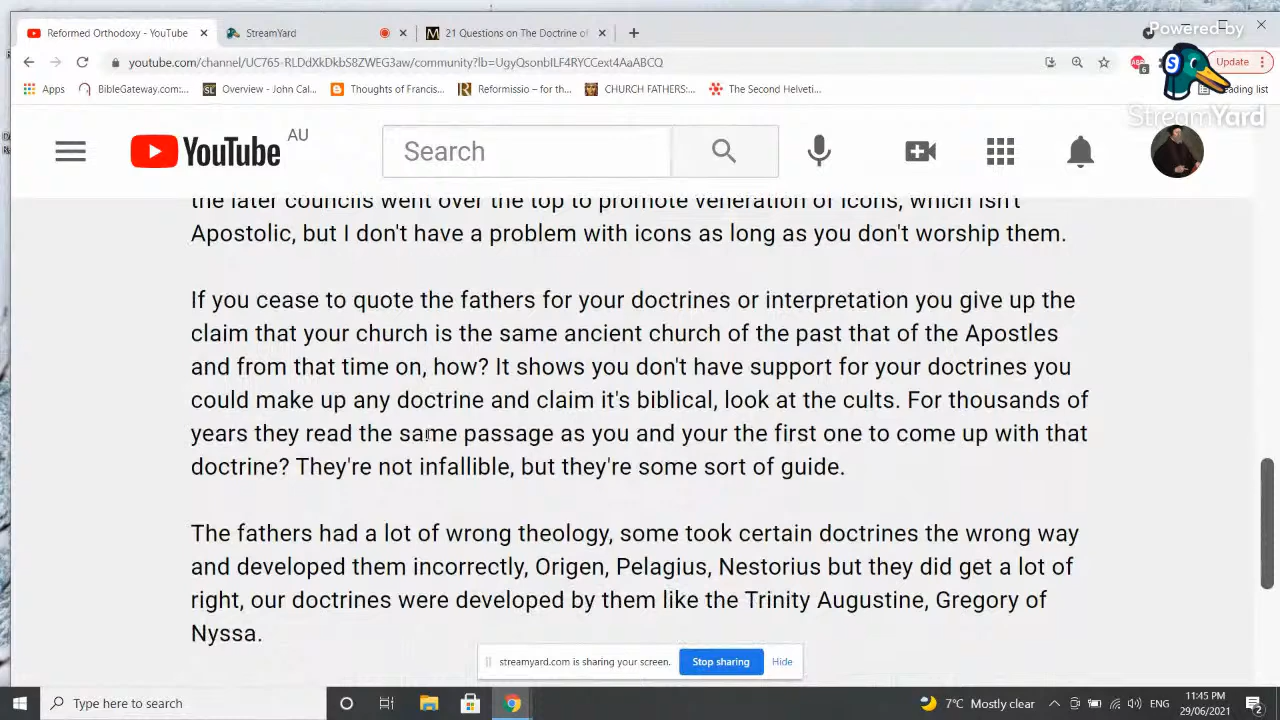 Powered by
Reformed Orthodoxy - YouTube
StreamYard
21 Questions on The Doctrine of
youtube.com/channel/UC765-RLDdXkDkbS8ZWEG3aw/community?lb=UgyQsonbILF4RYCCext4AaABCQ
Update
Apps
BibleGateway.com:...
Overview - John Cal...
Thoughts of Francis...
Reformissio – for th...
CHURCH FATHERS:...
The Second Helveti...
Reading list
StreamYard
YouTube
AU
Search
the later councils went over the top to promote veneration of Icons, which isn't
Apostolic, but I don't have a problem with icons as long as you don't worship them.
If you cease to quote the fathers for your doctrines or interpretation you give up the
claim that your church is the same ancient church of the past that of the Apostles
and from that time on, how? It shows you don't have support for your doctrines you
could make up any doctrine and claim it's biblical, look at the cults. For thousands of
years they read the same passage as you and your the first one to come up with that
doctrine? They're not infallible, but they're some sort of guide.
The fathers had a lot of wrong theology, some took certain doctrines the wrong way
and developed them incorrectly, Origen, Pelagius, Nestorius but they did get a lot of
right, our doctrines were developed by them like the Trinity Augustine, Gregory of
Nyssa.
streamyard.com is sharing your screen.
Stop sharing
Hide
Type here to search
7°C Mostly clear
ENG
11:45 PM
29/06/2021
2